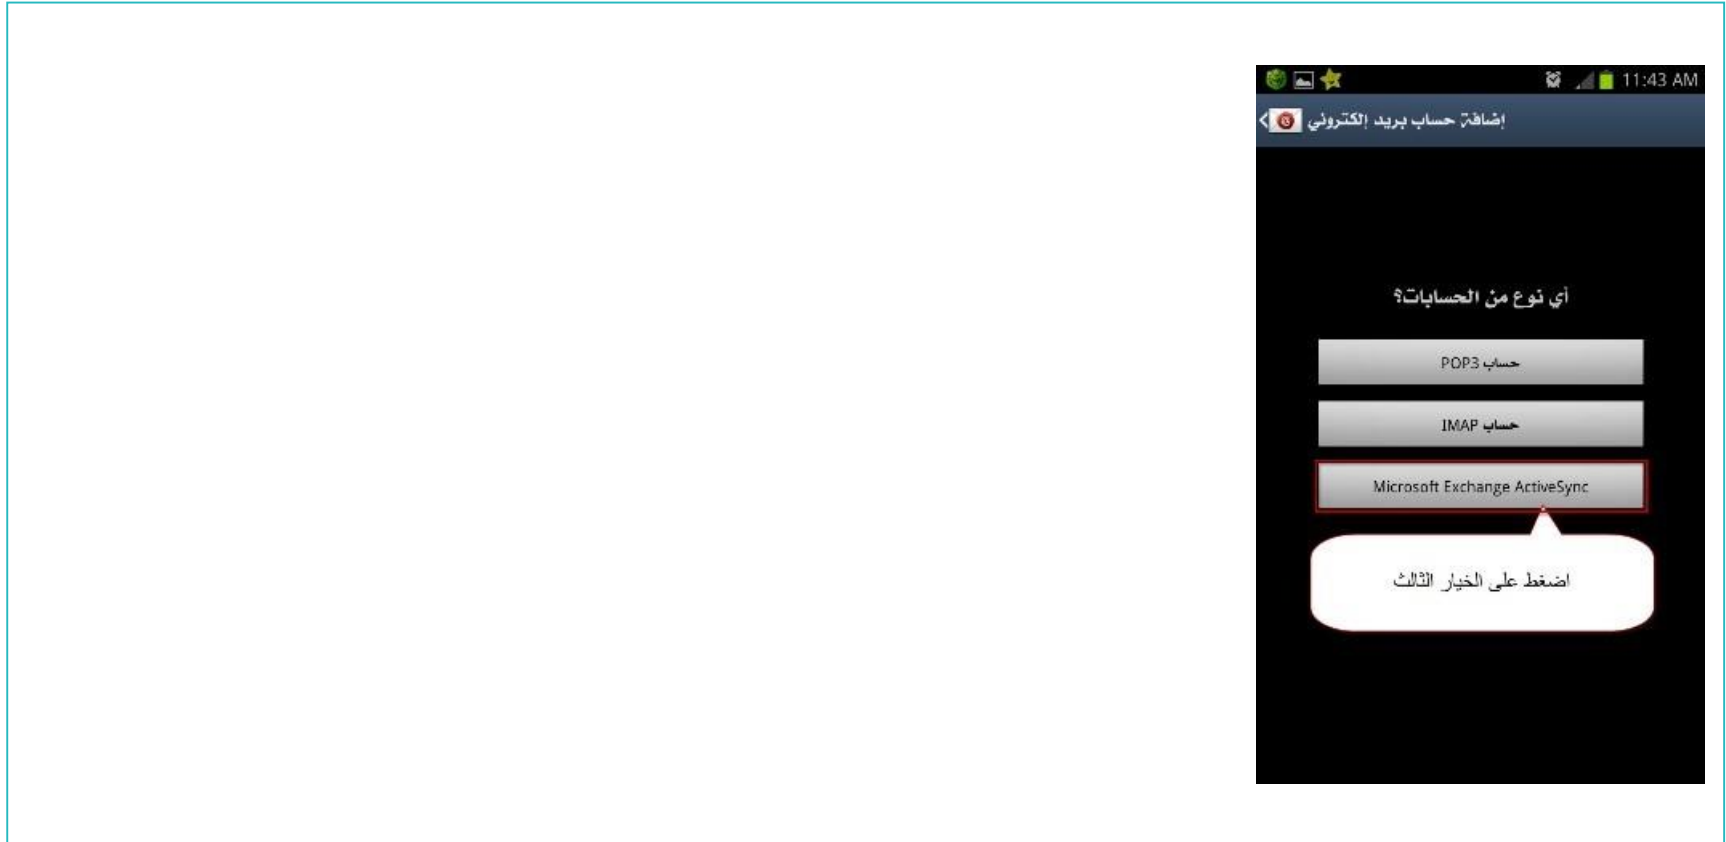 11:43 AM
إضافة حساب بريد إلكتروني
أي نوع من الحسابات؟
حساب POP3
حساب IMAP
Microsoft Exchange ActiveSync
اضغط على الخيار الثالث